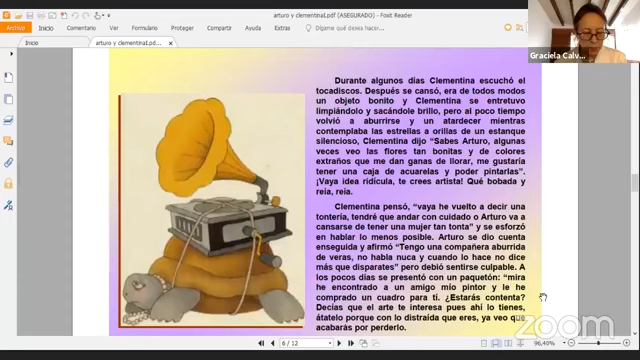 arturo y clementinal.pdf (ASEGURADO) - Foxit Reader
Archivo Inicio Comentario Ver Formulario Proteger Compartir Ayuda Extras Dígame qué desea hacer...
Inicio arturo y clementinal.pdf...
Graciela Calv...
Durante algunos días Clementina escuchó el
tocadiscos. Después se cansó, era de todos modos
un objeto bonito y Clementina se entretuvo
limpiándolo y sacándole brillo, pero al poco tiempo
volvió a aburrirse y un atardecer mientras
contemplaba las estrellas a orillas de un estanque
silencioso, Clementina dijo "Sabes Arturo, algunas
veces veo las flores tan bonitas y de colores
extraños que me dan ganas de llorar, me gustaría
tener una caja de acuarelas y poder pintarlas".
¡Vaya idea ridícula, te crees artista! Qué bobada y
reía, reía.
Clementina pensó, "vaya he vuelto a decir una
tontería, tendré que andar con cuidado o Arturo va a
cansarse de tener una mujer tan tonta" y se esforzó
en hablar lo menos posible. Arturo se dio cuenta
enseguida y afirmó "Tengo una compañera aburrida
de veras, no habla nuca y cuando lo hace no dice
más que disparates" pero debió sentirse culpable. A
los pocos días se presentó con un paquetón: "mira
he encontrado a un amigo mío pintor y le he
comprado un cuadro para ti. ¿Estarás contenta?
Decías que el arte te interesa pues ahí lo tienes,
átatelo porque con lo distraída que eres, ya veo que
acabarás por perderlo.
zoom
6 / 12 96,40%